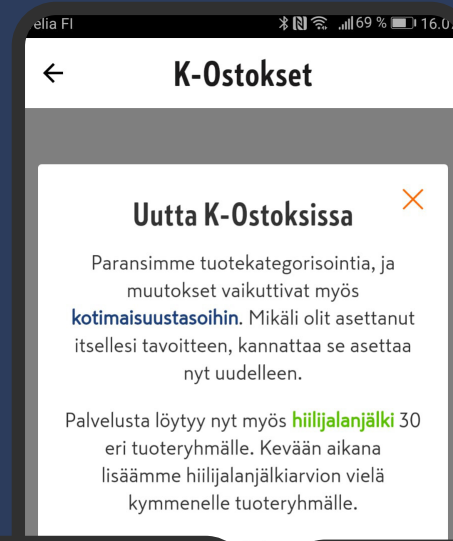 elia FI 69 % 16.0
K-Ostokset
Uutta K-Ostoksissa
Paransimme tuotekategorisointia, ja
muutokset vaikuttivat myös
kotimaisuustasoihin. Mikäli olit asettanut
itsellesi tavoitteen, kannattaa se asettaa
nyt uudelleen.
Palvelusta löytyy nyt myös hiilijalanjälki 30
eri tuoteryhmälle. Kevään aikana
lisäämme hiilijalanjälkiarvion vielä
kymmenelle tuoteryhmälle.